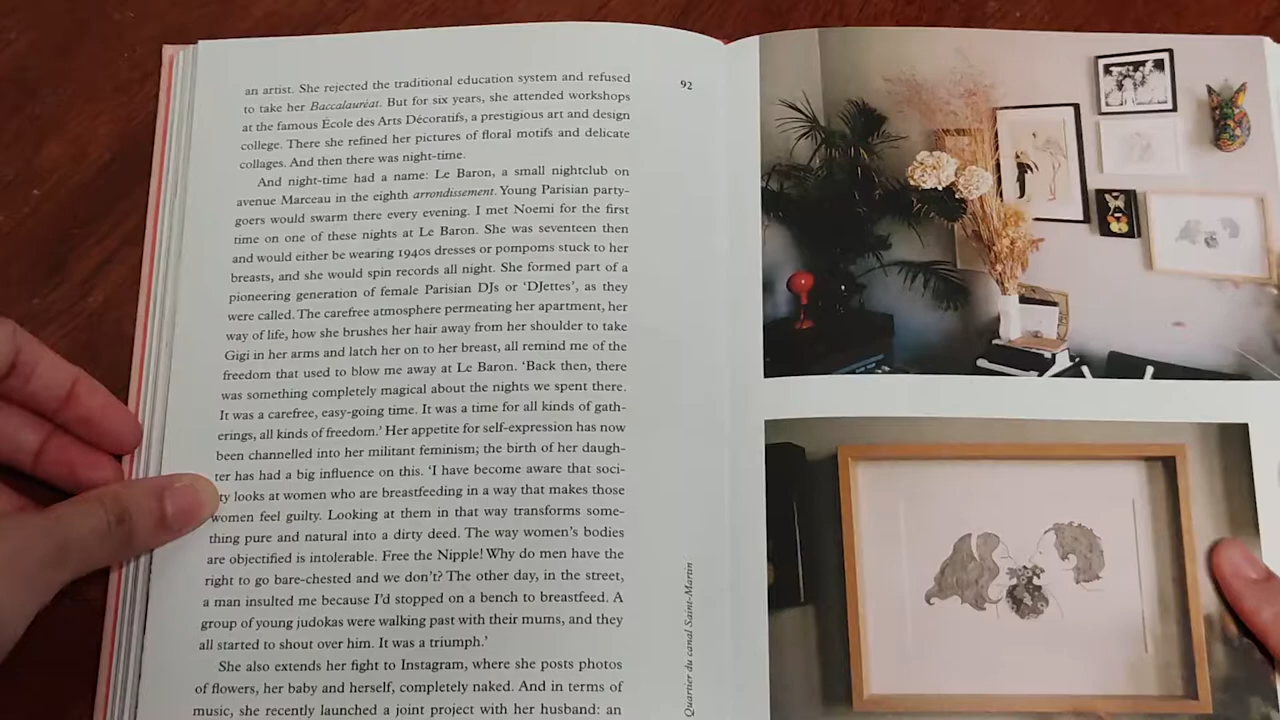 an artist. She rejected the traditional education system and refused
to take her Baccalauréat. But for six years, she attended workshops
at the famous École des Arts Décoratifs, a prestigious art and design
college. There she refined her pictures of floral motifs and delicate
collages. And then there was night-time.
And night-time had a name: Le Baron, a small nightclub on
avenue Marceau in the eighth arrondissement. Young Parisian party-
goers would swarm there every evening. I met Noemi for the first
time on one of these nights at Le Baron. She was seventeen then
and would either be wearing 1940s dresses or pompoms stuck to her
breasts, and she would spin records all night. She formed part of a
pioneering generation of female Parisian DJs or ‘DJettes’, as they
were called. The carefree atmosphere permeating her apartment, her
way of life, how she brushes her hair away from her shoulder to take
Gigi in her arms and latch her on to her breast, all remind me of the
freedom that used to blow me away at Le Baron. ‘Back then, there
was something completely magical about the nights we spent there.
It was a carefree, easy-going time. It was a time for all kinds of gath-
erings, all kinds of freedom.’ Her appetite for self-expression has now
been channelled into her militant feminism; the birth of her daugh-
ter has had a big influence on this. ‘I have become aware that soci-
ty looks at women who are breastfeeding in a way that makes those
women feel guilty. Looking at them in that way transforms some-
thing pure and natural into a dirty deed. The way women’s bodies
are objectified is intolerable. Free the Nipple! Why do men have the
right to go bare-chested and we don’t? The other day, in the street,
a man insulted me because I’d stopped on a bench to breastfeed. A
group of young judokas were walking past with their mums, and they
all started to shout over him. It was a triumph.’
She also extends her fight to Instagram, where she posts photos
of flowers, her baby and herself, completely naked. And in terms of
music, she recently launched a joint project with her husband: an
92
Quartier du canal Saint-Martin